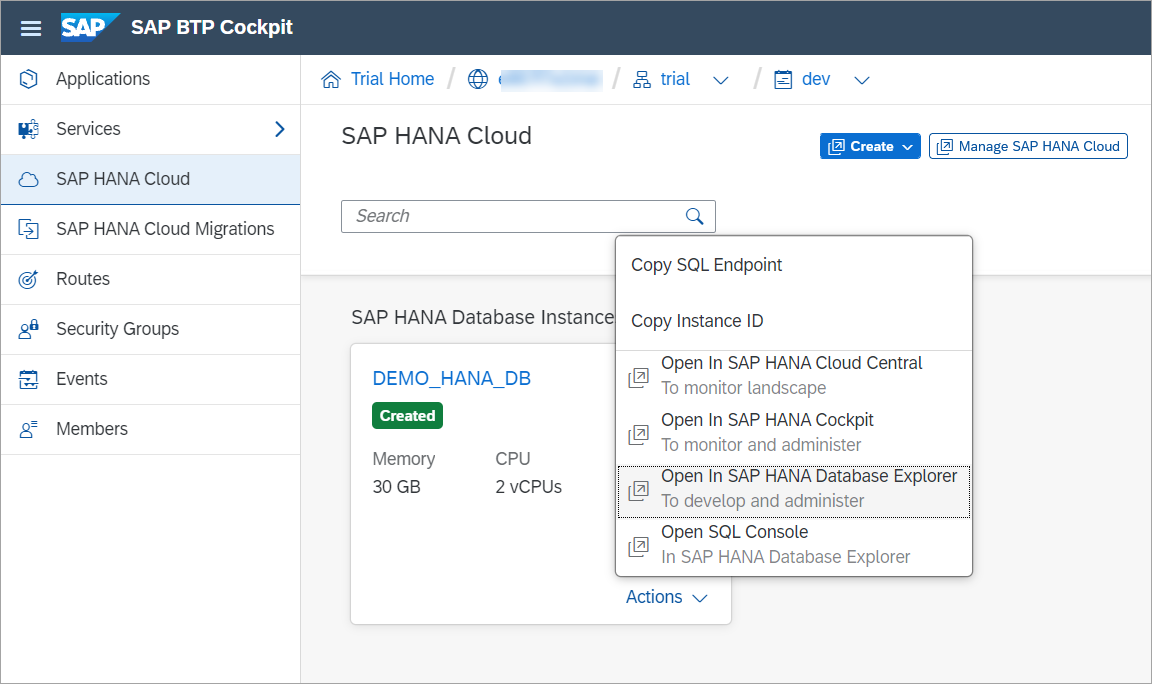 SAP SAP BTP Cockpit
Applications
Services
SAP HANA Cloud
SAP HANA Cloud Migrations
Routes
Security Groups
Events
Members
Trial Home / / trial / dev
SAP HANA Cloud
Create
Manage SAP HANA Cloud
Search
Copy SQL Endpoint
Copy Instance ID
Open In SAP HANA Cloud Central
To monitor landscape
Open In SAP HANA Cockpit
To monitor and administer
Open In SAP HANA Database Explorer
To develop and administer
Open SQL Console
In SAP HANA Database Explorer
SAP HANA Database Instance
DEMO_HANA_DB
Created
Memory CPU
30 GB 2 vCPUs
Actions